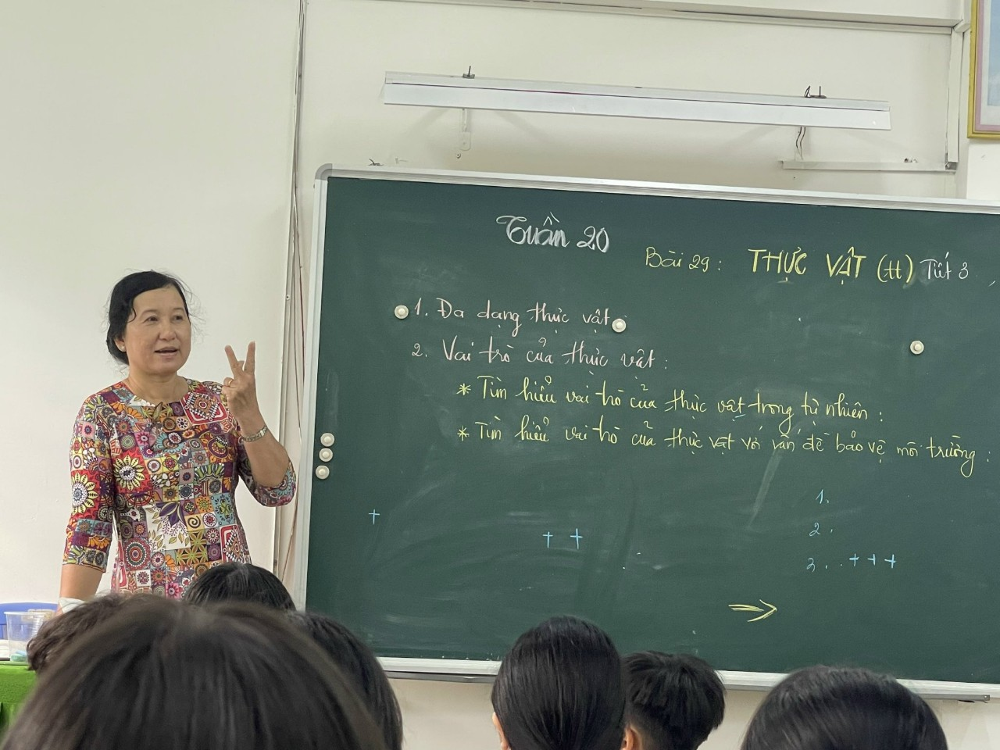 Tuần 20
Bài 29: THỰC VẬT (tt) Tiết 3
1. Đa dạng thực vật
2. Vai trò của thực vật:
* Tìm hiểu vai trò của thực vật trong tự nhiên:
* Tìm hiểu vai trò của thực vật với vấn đề bảo vệ môi trường:
1.
2.
+
+ +
3. . + + +